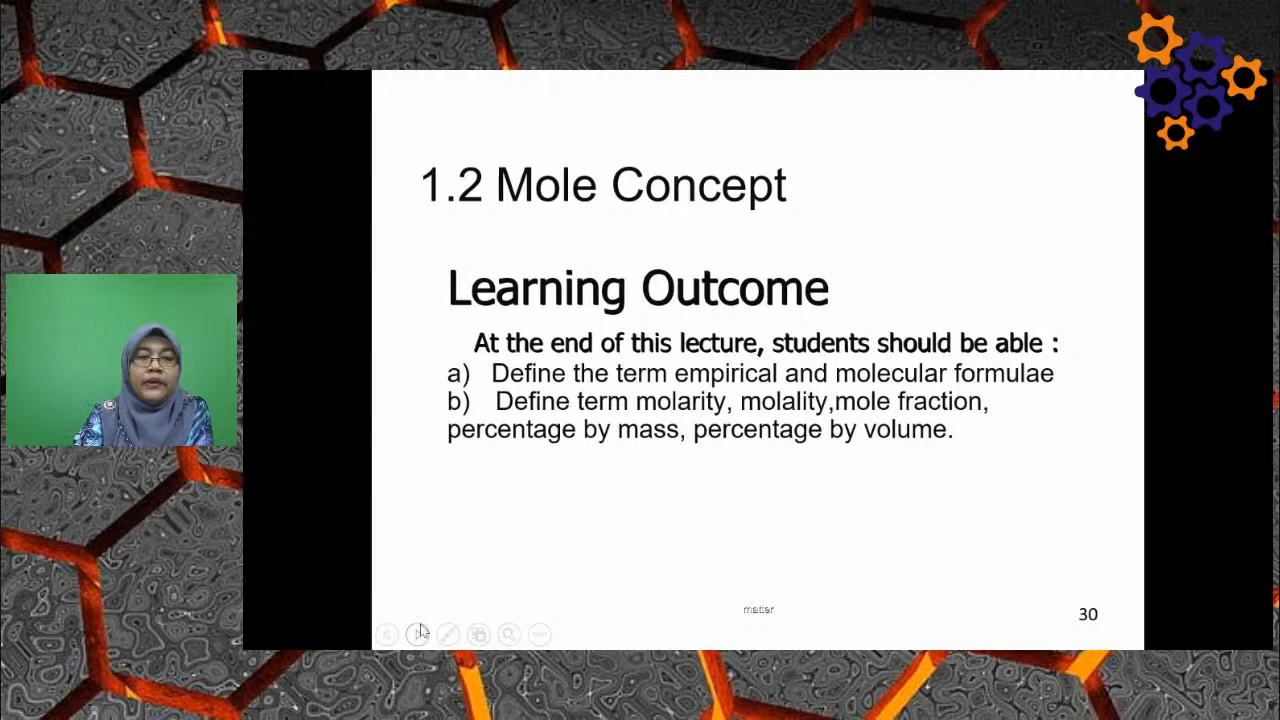 1.2 Mole Concept
Learning Outcome
At the end of this lecture, students should be able :
a) Define the term empirical and molecular formulae
b) Define term molarity, molality,mole fraction,
percentage by mass, percentage by volume.
matter
30